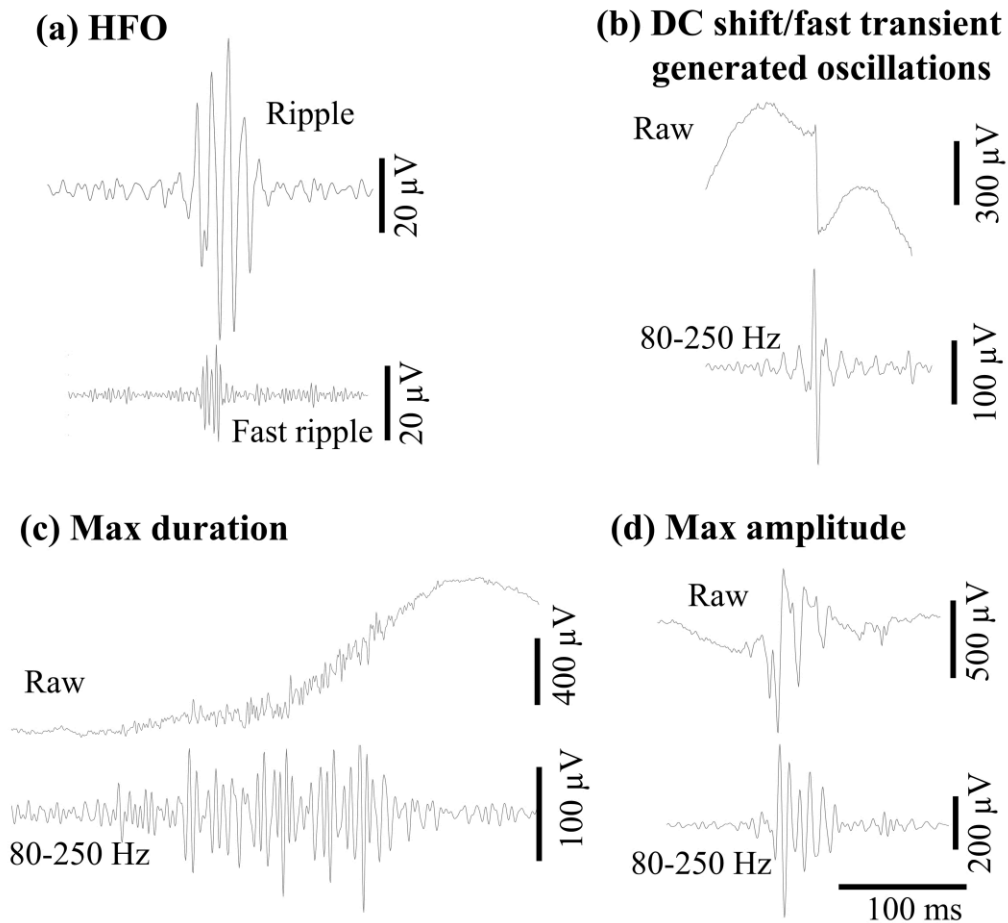 (a) HFO
Ripple
20 μV
Fast ripple
20 μV
(b) DC shift/fast transient
generated oscillations
Raw
300 μV
80-250 Hz
100 μV
(c) Max duration
Raw
400 μV
80-250 Hz
100 μV
(d) Max amplitude
Raw
500 μV
80-250 Hz
200 μV
100 ms